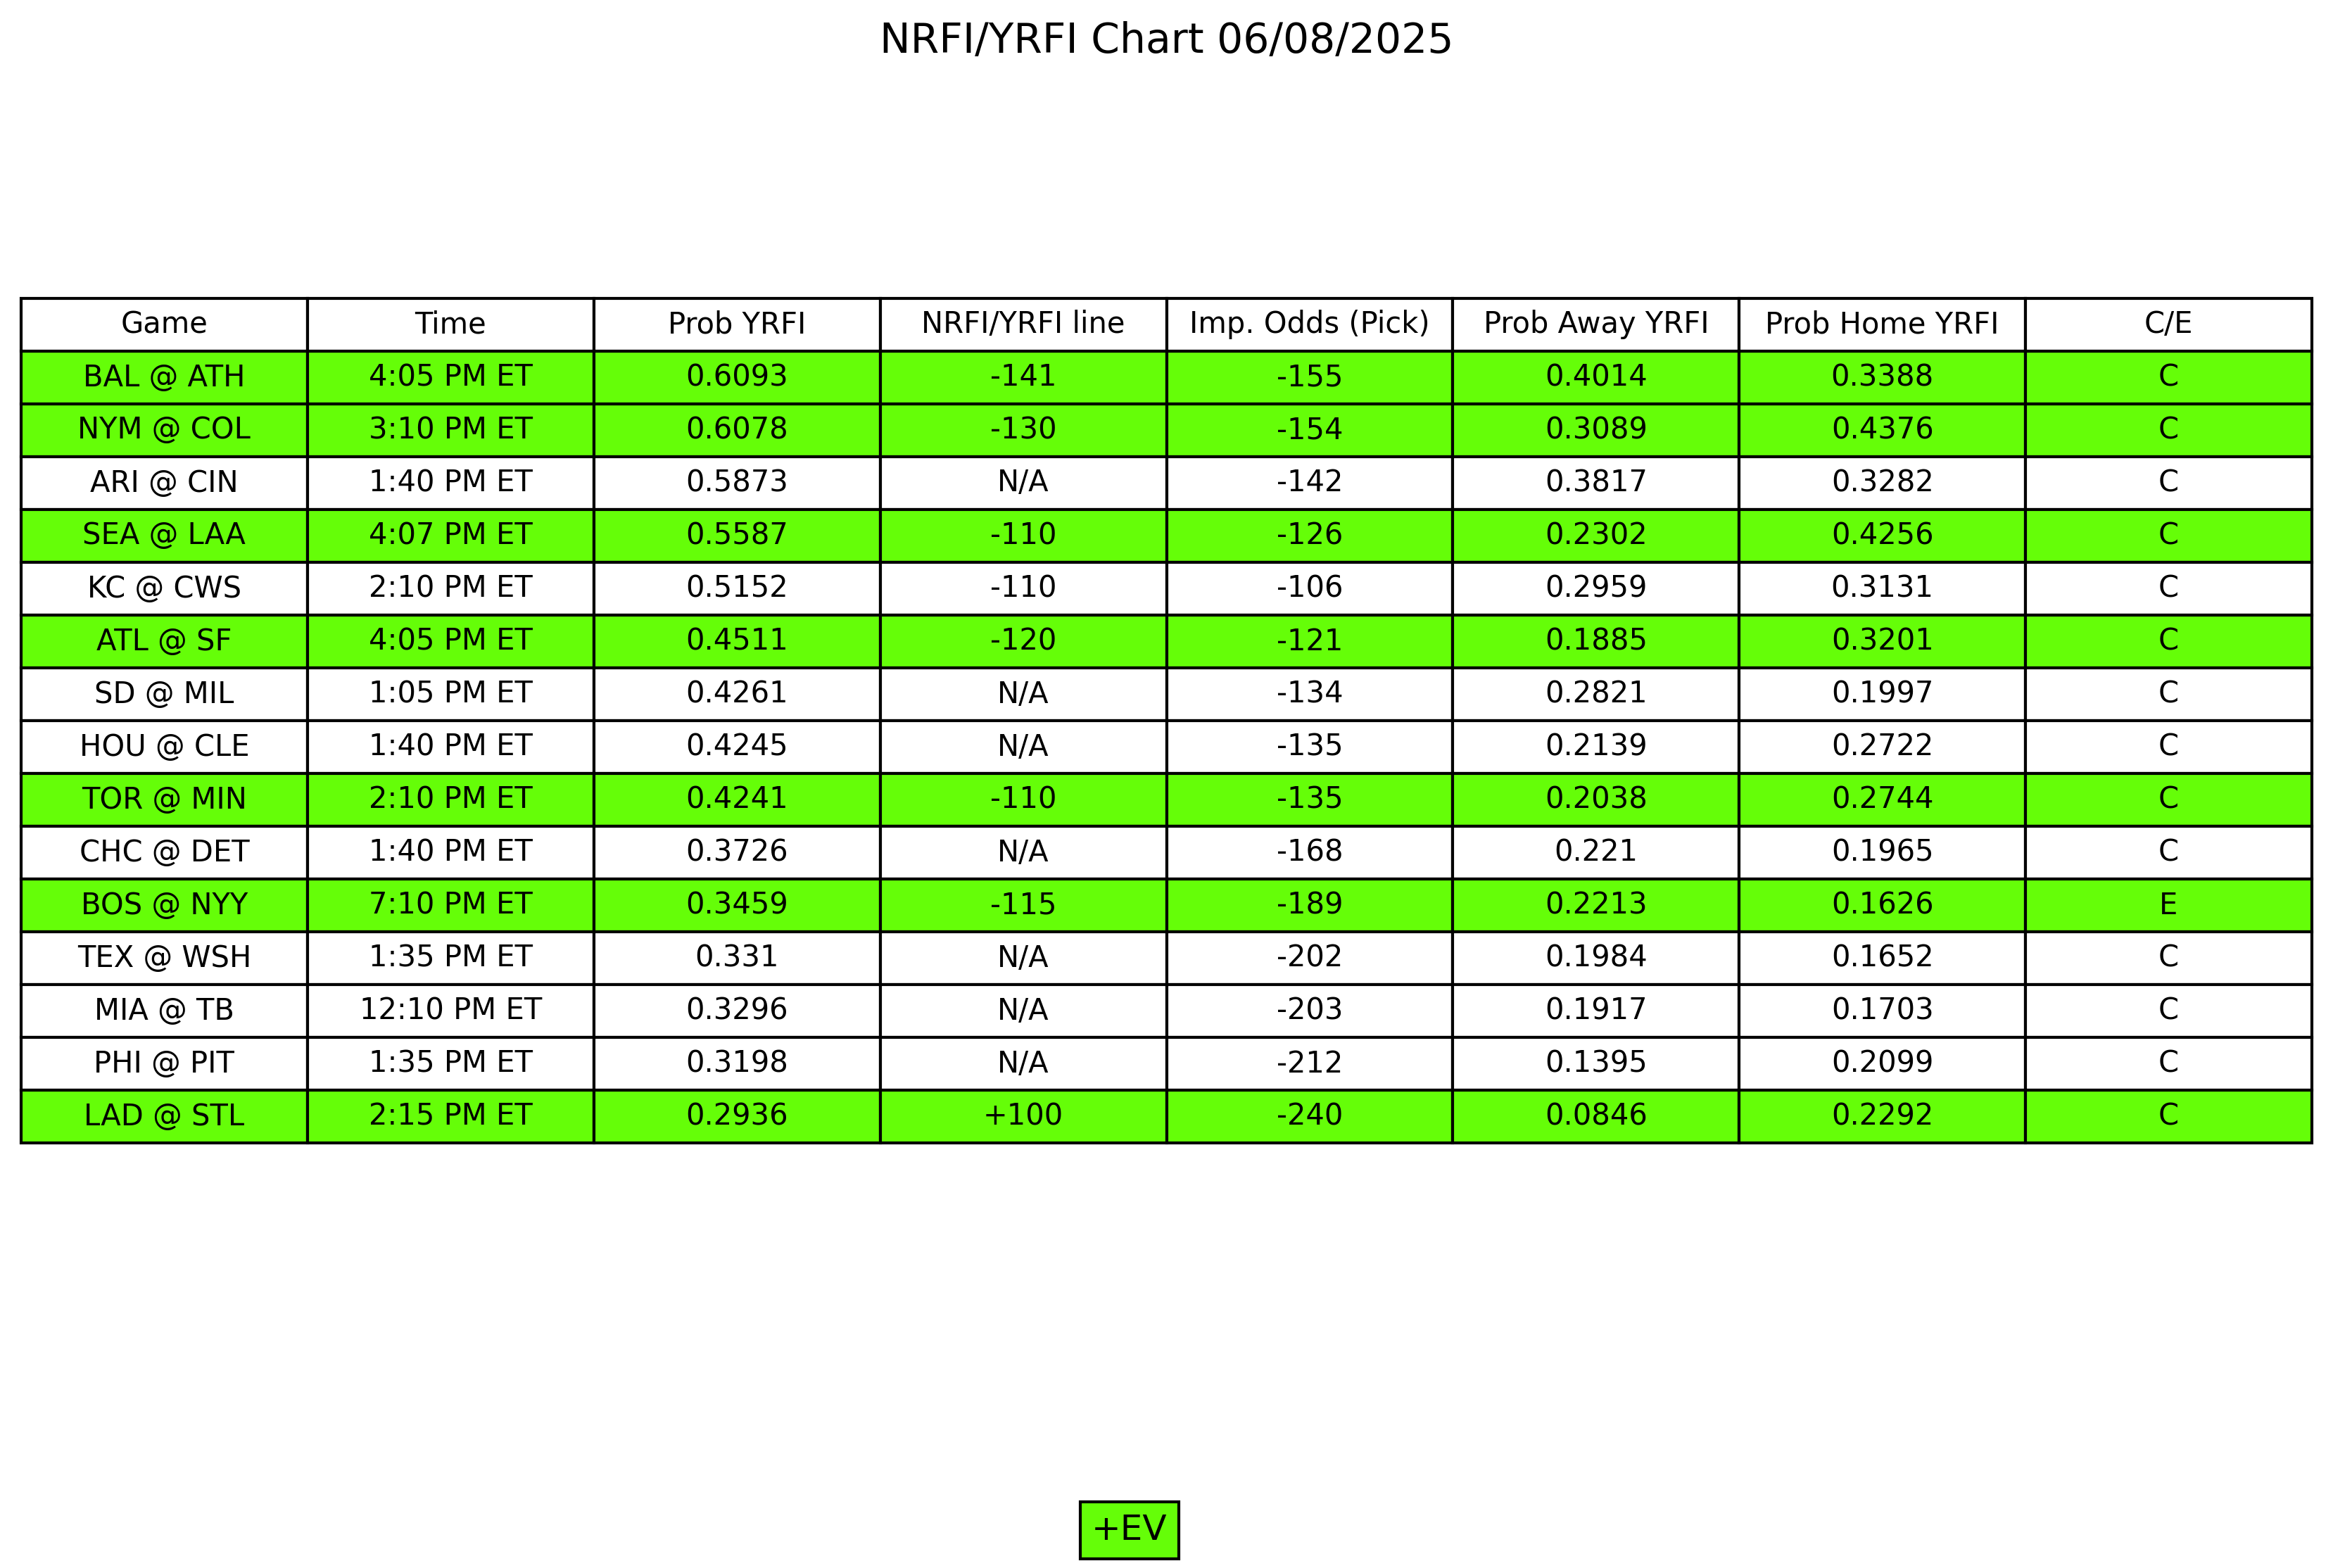 NRFI/YRFI Chart 06/08/2025
Game Time Prob YRFI NRFI/YRFI line Imp. Odds (Pick) Prob Away YRFI Prob Home YRFI C/E
BAL @ ATH 4:05 PM ET 0.6093 -141 -155 0.4014 0.3388 C
NYM @ COL 3:10 PM ET 0.6078 -130 -154 0.3089 0.4376 C
ARI @ CIN 1:40 PM ET 0.5873 N/A -142 0.3817 0.3282 C
SEA @ LAA 4:07 PM ET 0.5587 -110 -126 0.2302 0.4256 C
KC @ CWS 2:10 PM ET 0.5152 -110 -106 0.2959 0.3131 C
ATL @ SF 4:05 PM ET 0.4511 -120 -121 0.1885 0.3201 C
SD @ MIL 1:05 PM ET 0.4261 N/A -134 0.2821 0.1997 C
HOU @ CLE 1:40 PM ET 0.4245 N/A -135 0.2139 0.2722 C
TOR @ MIN 2:10 PM ET 0.4241 -110 -135 0.2038 0.2744 C
CHC @ DET 1:40 PM ET 0.3726 N/A -168 0.221 0.1965 C
BOS @ NYY 7:10 PM ET 0.3459 -115 -189 0.2213 0.1626 E
TEX @ WSH 1:35 PM ET 0.331 N/A -202 0.1984 0.1652 C
MIA @ TB 12:10 PM ET 0.3296 N/A -203 0.1917 0.1703 C
PHI @ PIT 1:35 PM ET 0.3198 N/A -212 0.1395 0.2099 C
LAD @ STL 2:15 PM ET 0.2936 +100 -240 0.0846 0.2292 C
+EV